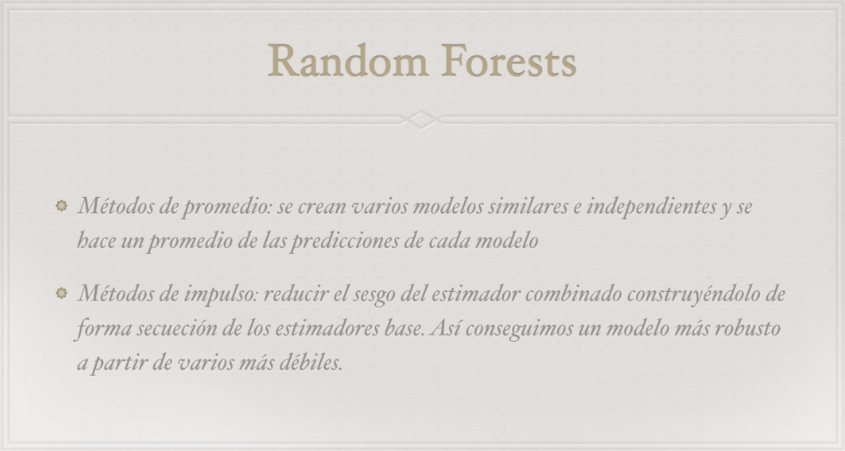 Random Forests
Métodos de promedio: se crean varios modelos similares e independientes y se
hace un promedio de las predicciones de cada modelo
Métodos de impulso: reducir el sesgo del estimador combinado construyéndolo de
forma secueción de los estimadores base. Así conseguimos un modelo más robusto
a partir de varios más débiles.